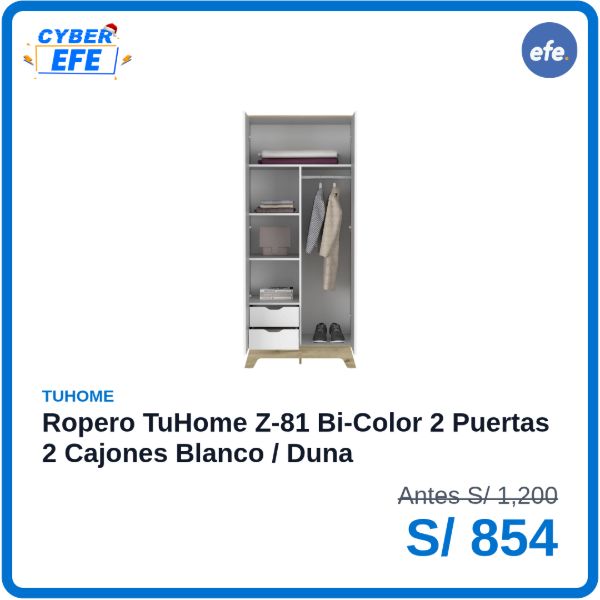 CYBER
EFE
efe.
TUHOME
Ropero TuHome Z-81 Bi-Color 2 Puertas
2 Cajones Blanco / Duna
Antes S/ 1,200
S/ 854